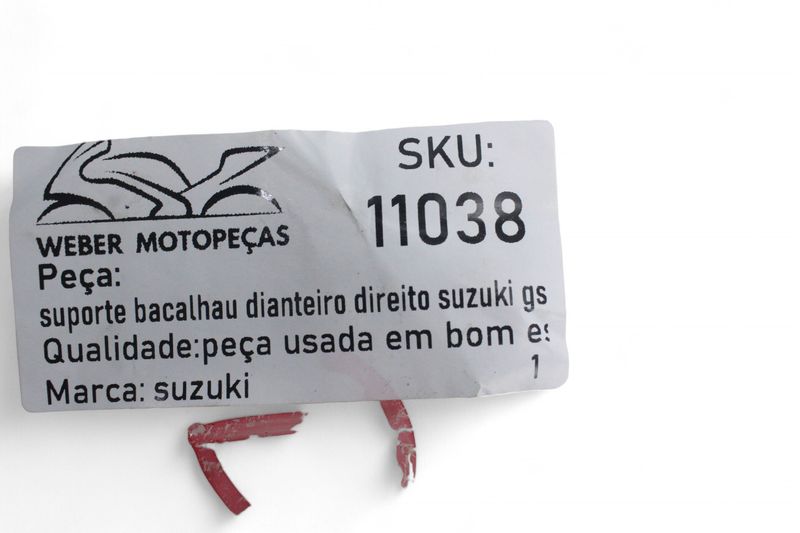 SKU:
11038
WEBER MOTOPEÇAS
Peça:
suporte bacalhau dianteiro direito suzuki gs
Qualidade:peça usada em bom es
Marca: suzuki
1